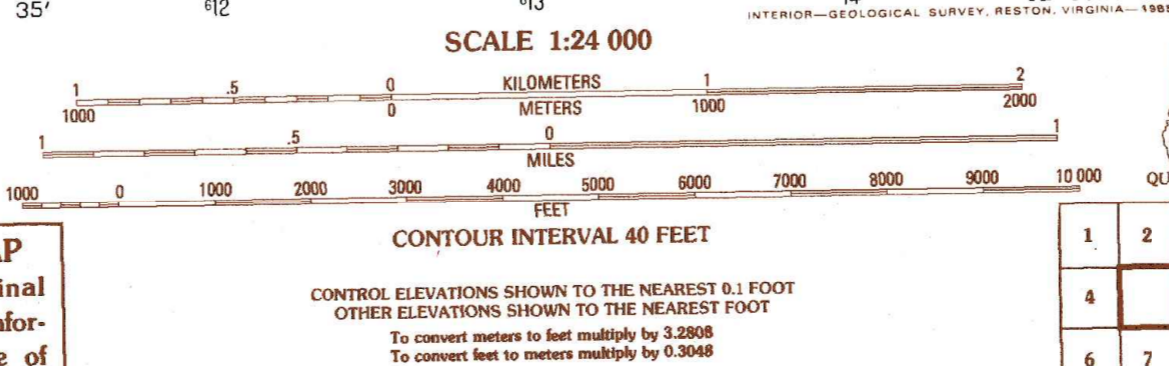 35′ 612 613 14
INTERIOR—GEOLOGICAL SURVEY, RESTON, VIRGINIA—1985
SCALE 1:24 000
1 .5 0 KILOMETERS 1 2
1000 0 METERS 1000 2000
1 .5 0 1
MILES
1000 0 1000 2000 3000 4000 5000 6000 7000 8000 9000 10 000
FEET
CONTOUR INTERVAL 40 FEET
CONTROL ELEVATIONS SHOWN TO THE NEAREST 0.1 FOOT
OTHER ELEVATIONS SHOWN TO THE NEAREST FOOT
To convert meters to feet multiply by 3.2808
To convert feet to meters multiply by 0.3048
AP
inal
nfor-
e of
QU
1 2
4
6 7